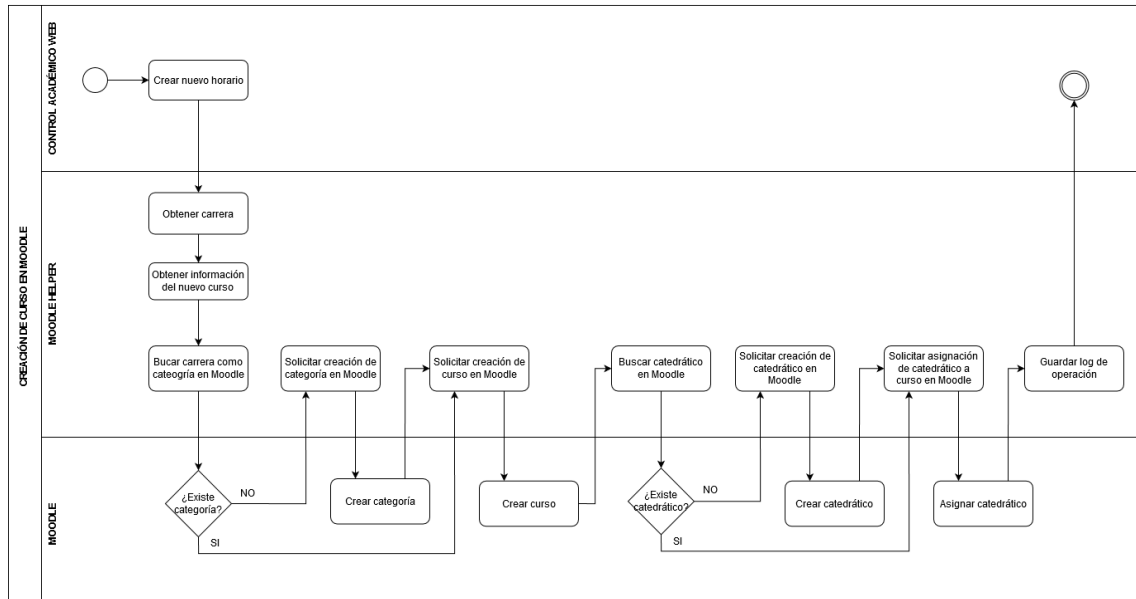 CREACIÓN DE CURSO EN MOODLE
CONTROL ACADÉMICO WEB
Crear nuevo horario
MOODLE HELPER
Obtener carrera
Obtener información
del nuevo curso
Bucar carrera como
cateogría en Moodle
Solicitar creación de
categoría en Moodle
Solicitar creación de
curso en Moodle
Buscar catedrático
en Moodle
Solicitar creación de
catedrático en
Moodle
Solicitar asignación
de catedrático a
curso en Moodle
Guardar log de
operación
MOODLE
¿Existe
categoría?
NO
SI
Crear categoría
Crear curso
¿Existe
catedrático?
NO
SI
Crear catedrático
Asignar catedrático